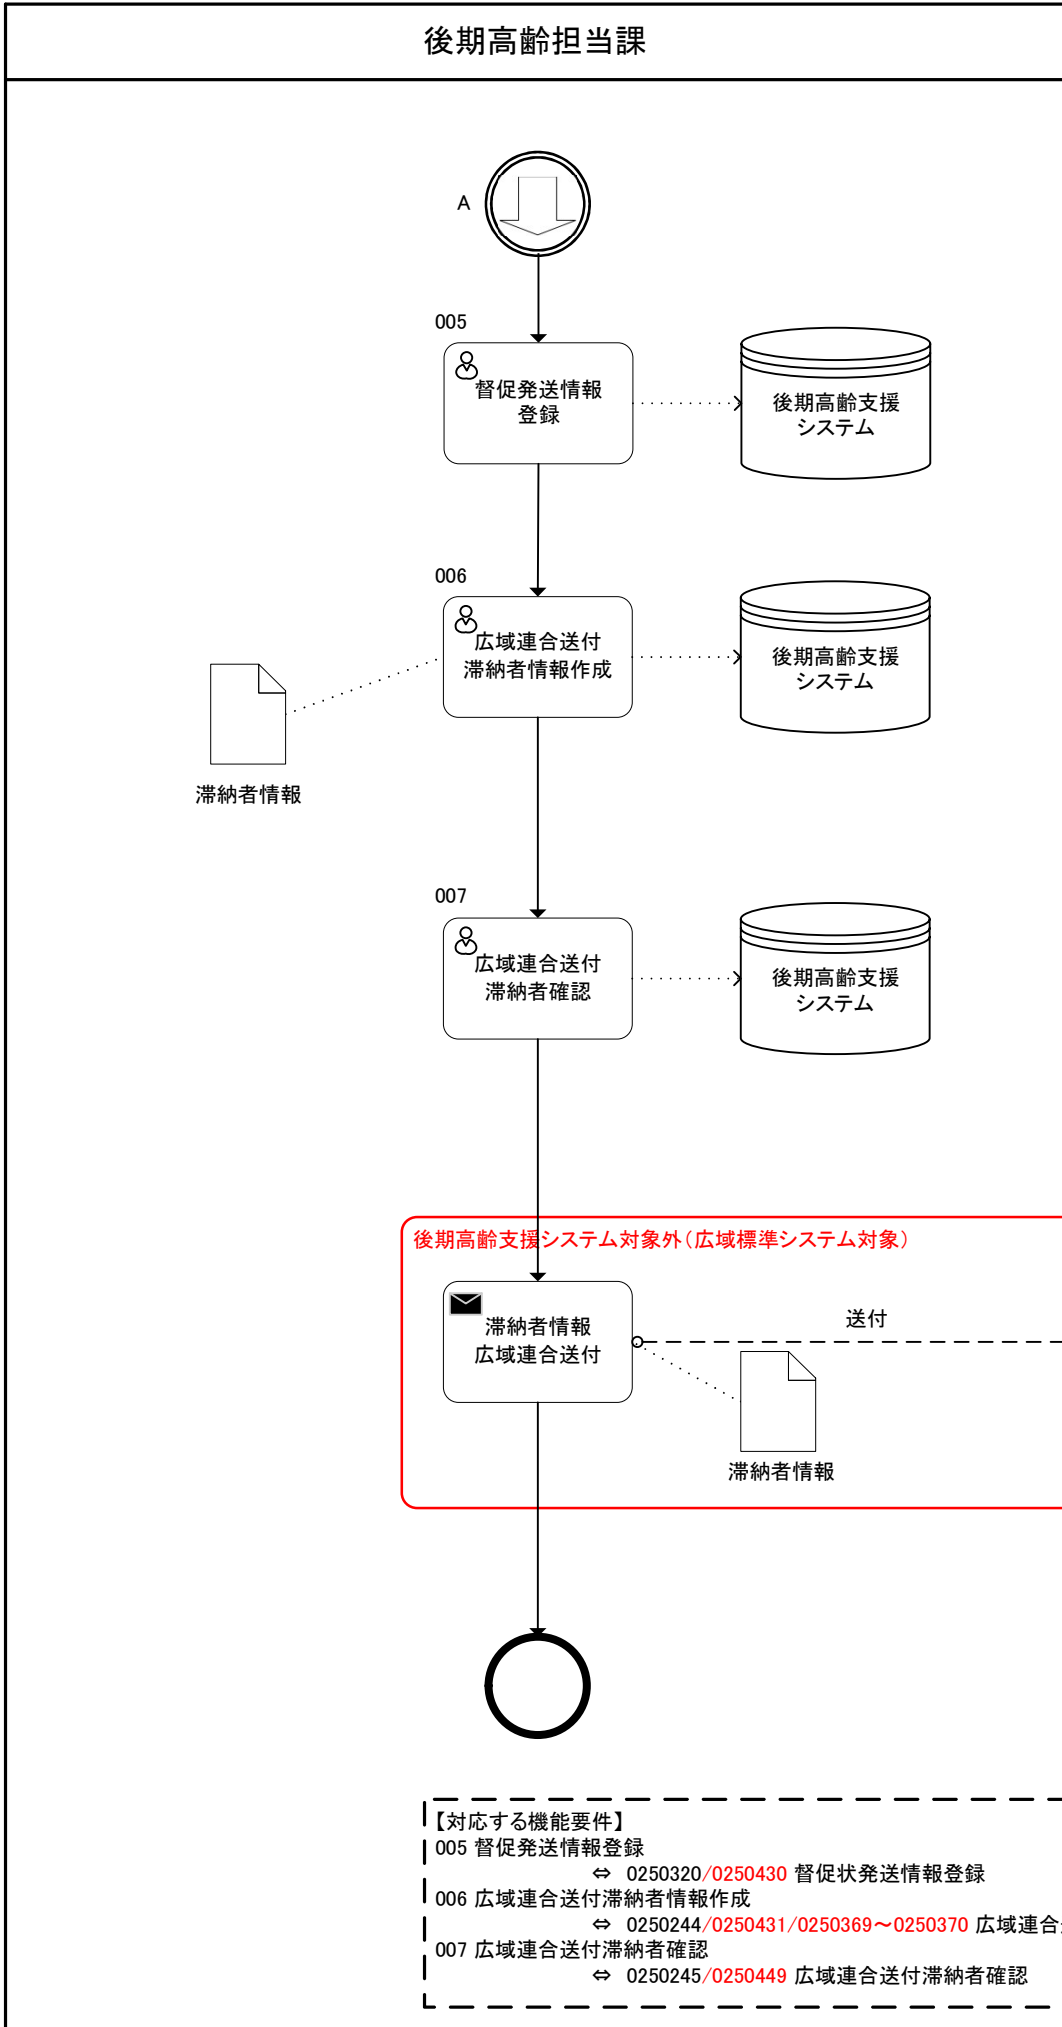 後期高齢担当課
A
005
督促発送情報
登録
後期高齢支援
システム
006
広域連合送付
滞納者情報作成
後期高齢支援
システム
滞納者情報
007
広域連合送付
滞納者確認
後期高齢支援
システム
後期高齢支援システム対象外（広域標準システム対象）
滞納者情報
広域連合送付
送付
滞納者情報
【対応する機能要件】
005 督促発送情報登録
⇔ 0250320/0250430 督促状発送情報登録
006 広域連合送付滞納者情報作成
⇔ 0250244/0250431/0250369～0250370 広域連合
007 広域連合送付滞納者確認
⇔ 0250245/0250449 広域連合送付滞納者確認